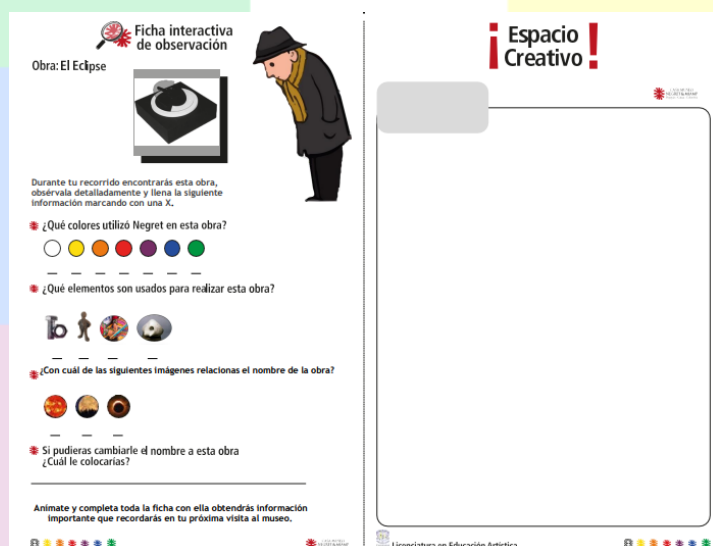 Ficha interactiva
de observación
Obra: El Eclipse
Durante tu recorrido encontrarás esta obra,
obsérvala detalladamente y llena la siguiente
información marcando con una X.
¿Qué colores utilizó Negret en esta obra?
¿Qué elementos son usados para realizar esta obra?
¿Con cuál de las siguientes imágenes relacionas el nombre de la obra?
Si pudieras cambiarle el nombre a esta obra
¿Cuál le colocarías?
Anímate y completa toda la ficha con ella obtendrás información
importante que recordarás en tu próxima visita al museo.
¡Espacio
Creativo!
Licenciatura en Educación Artística